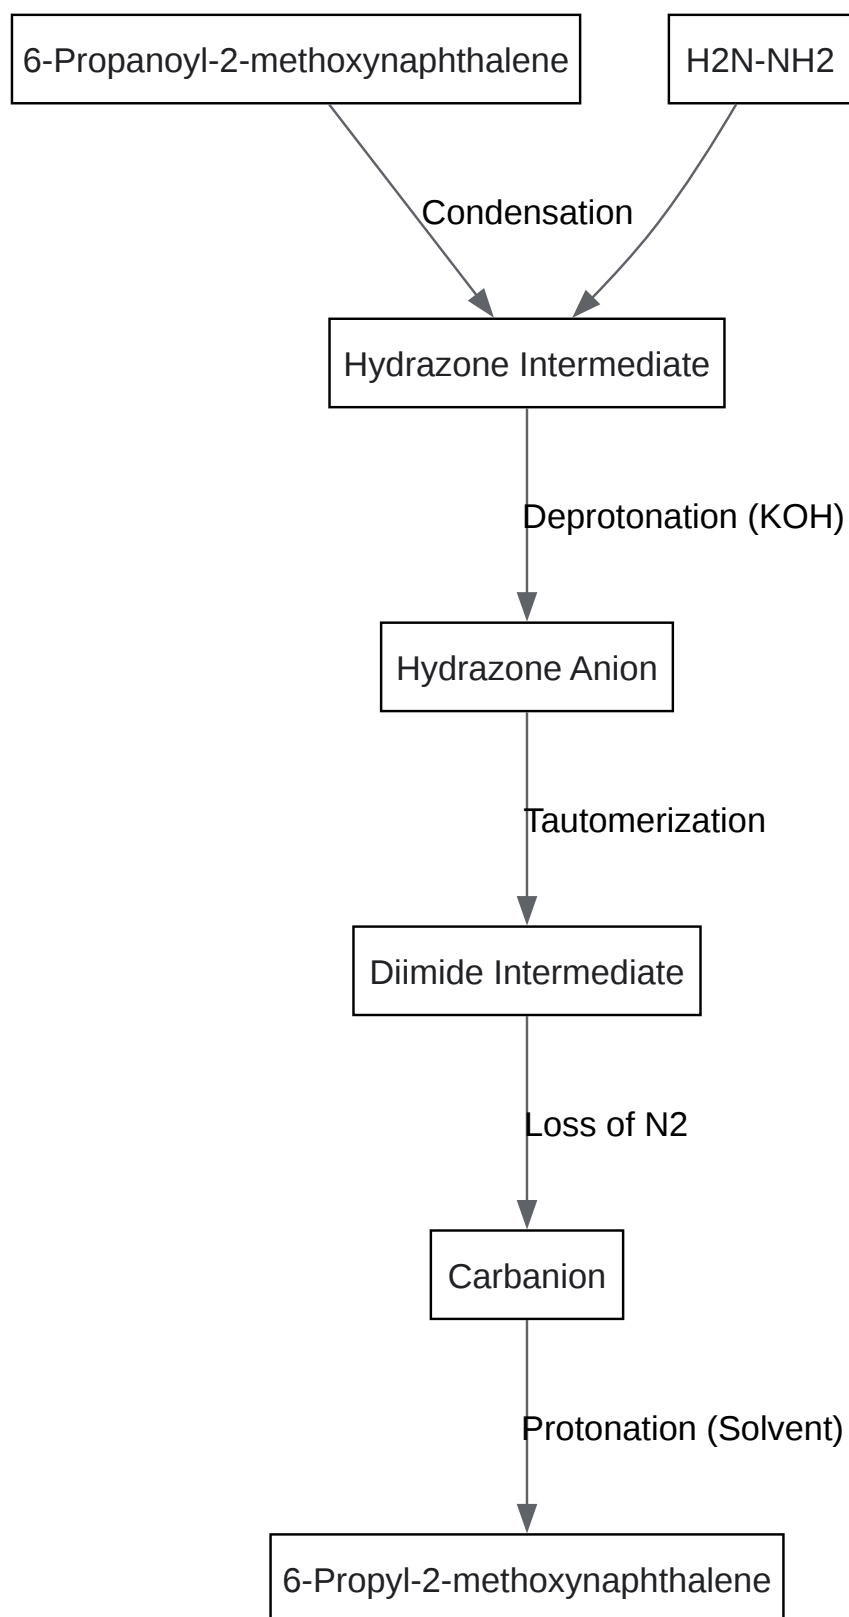 6-Propanoyl-2-methoxynaphthalene
H2N-NH2
Condensation
Hydrazone Intermediate
Deprotonation (KOH)
Hydrazone Anion
Tautomerization
Diimide Intermediate
Loss of N2
Carbanion
Protonation (Solvent)
6-Propyl-2-methoxynaphthalene